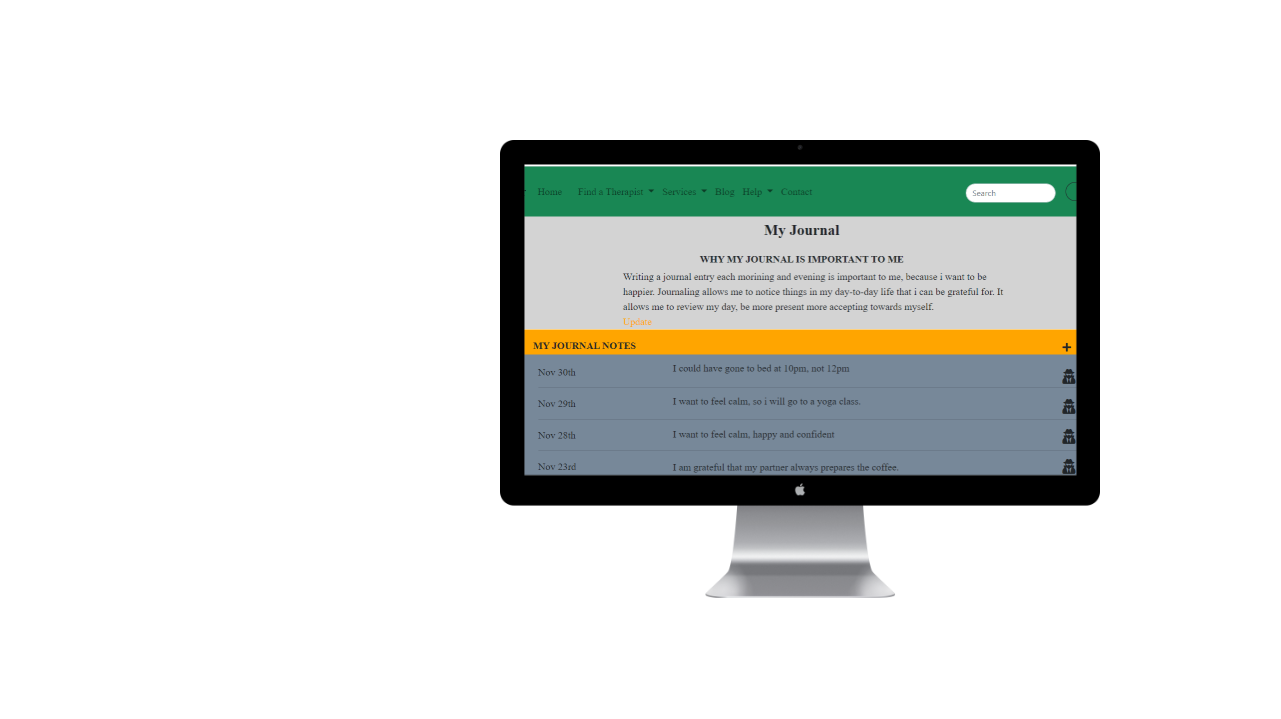 Home Find a Therapist Services Blog Help Contact Search
My Journal
WHY MY JOURNAL IS IMPORTANT TO ME
Writing a journal entry each morining and evening is important to me, because i want to be
happier. Journaling allows me to notice things in my day-to-day life that i can be grateful for. It
allows me to review my day, be more present more accepting towards myself.
Update
MY JOURNAL NOTES +
Nov 30th I could have gone to bed at 10pm, not 12pm
Nov 29th I want to feel calm, so i will go to a yoga class.
Nov 28th I want to feel calm, happy and confident
Nov 23rd I am grateful that my partner always prepares the coffee.